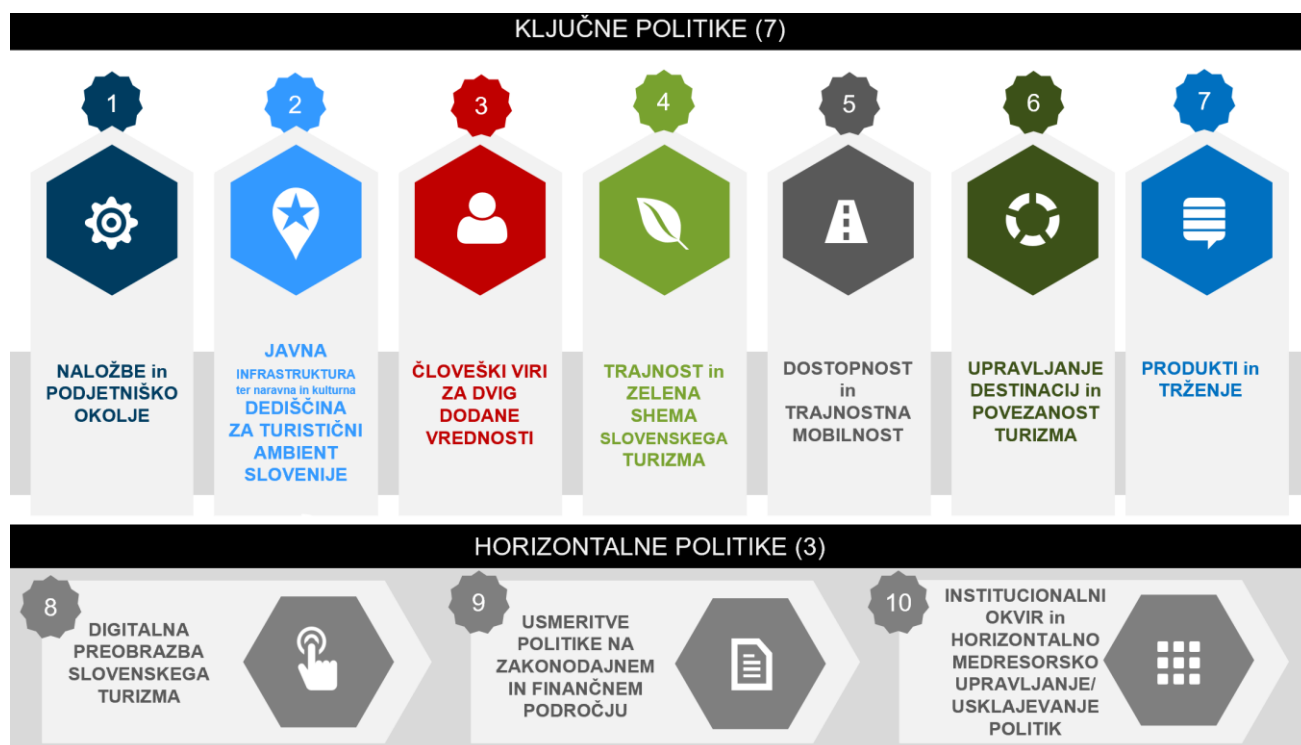 KLJUČNE POLITIKE (7)
1
NALOŽBE in
PODJETNIŠKO
OKOLJE
2
JAVNA
INFRASTRUKTURA
ter naravna in kulturna
DEDIŠČINA
ZA TURISTIČNI
AMBIENT
SLOVENIJE
3
ČLOVEŠKI VIRI
ZA DVIG
DODANE
VREDNOSTI
4
TRAJNOST in
ZELENA
SHEMA
SLOVENSKEGA
TURIZMA
5
DOSTOPNOST
in
TRAJNOSTNA
MOBILNOST
6
UPRAVLJANJE
DESTINACIJ in
POVEZANOST
TURIZMA
7
PRODUKTI in
TRŽENJE
HORIZONTALNE POLITIKE (3)
8
DIGITALNA
PREOBRAZBA
SLOVENSKEGA
TURIZMA
9
USMERITVE
POLITIKE NA
ZAKONODAJNEM
IN FINANČNEM
PODROČJU
10
INSTITUCIONALNI
OKVIR in
HORIZONTALNO
MEDRESORSKO
UPRAVLJANJE/
USKLAJEVANJE
POLITIK